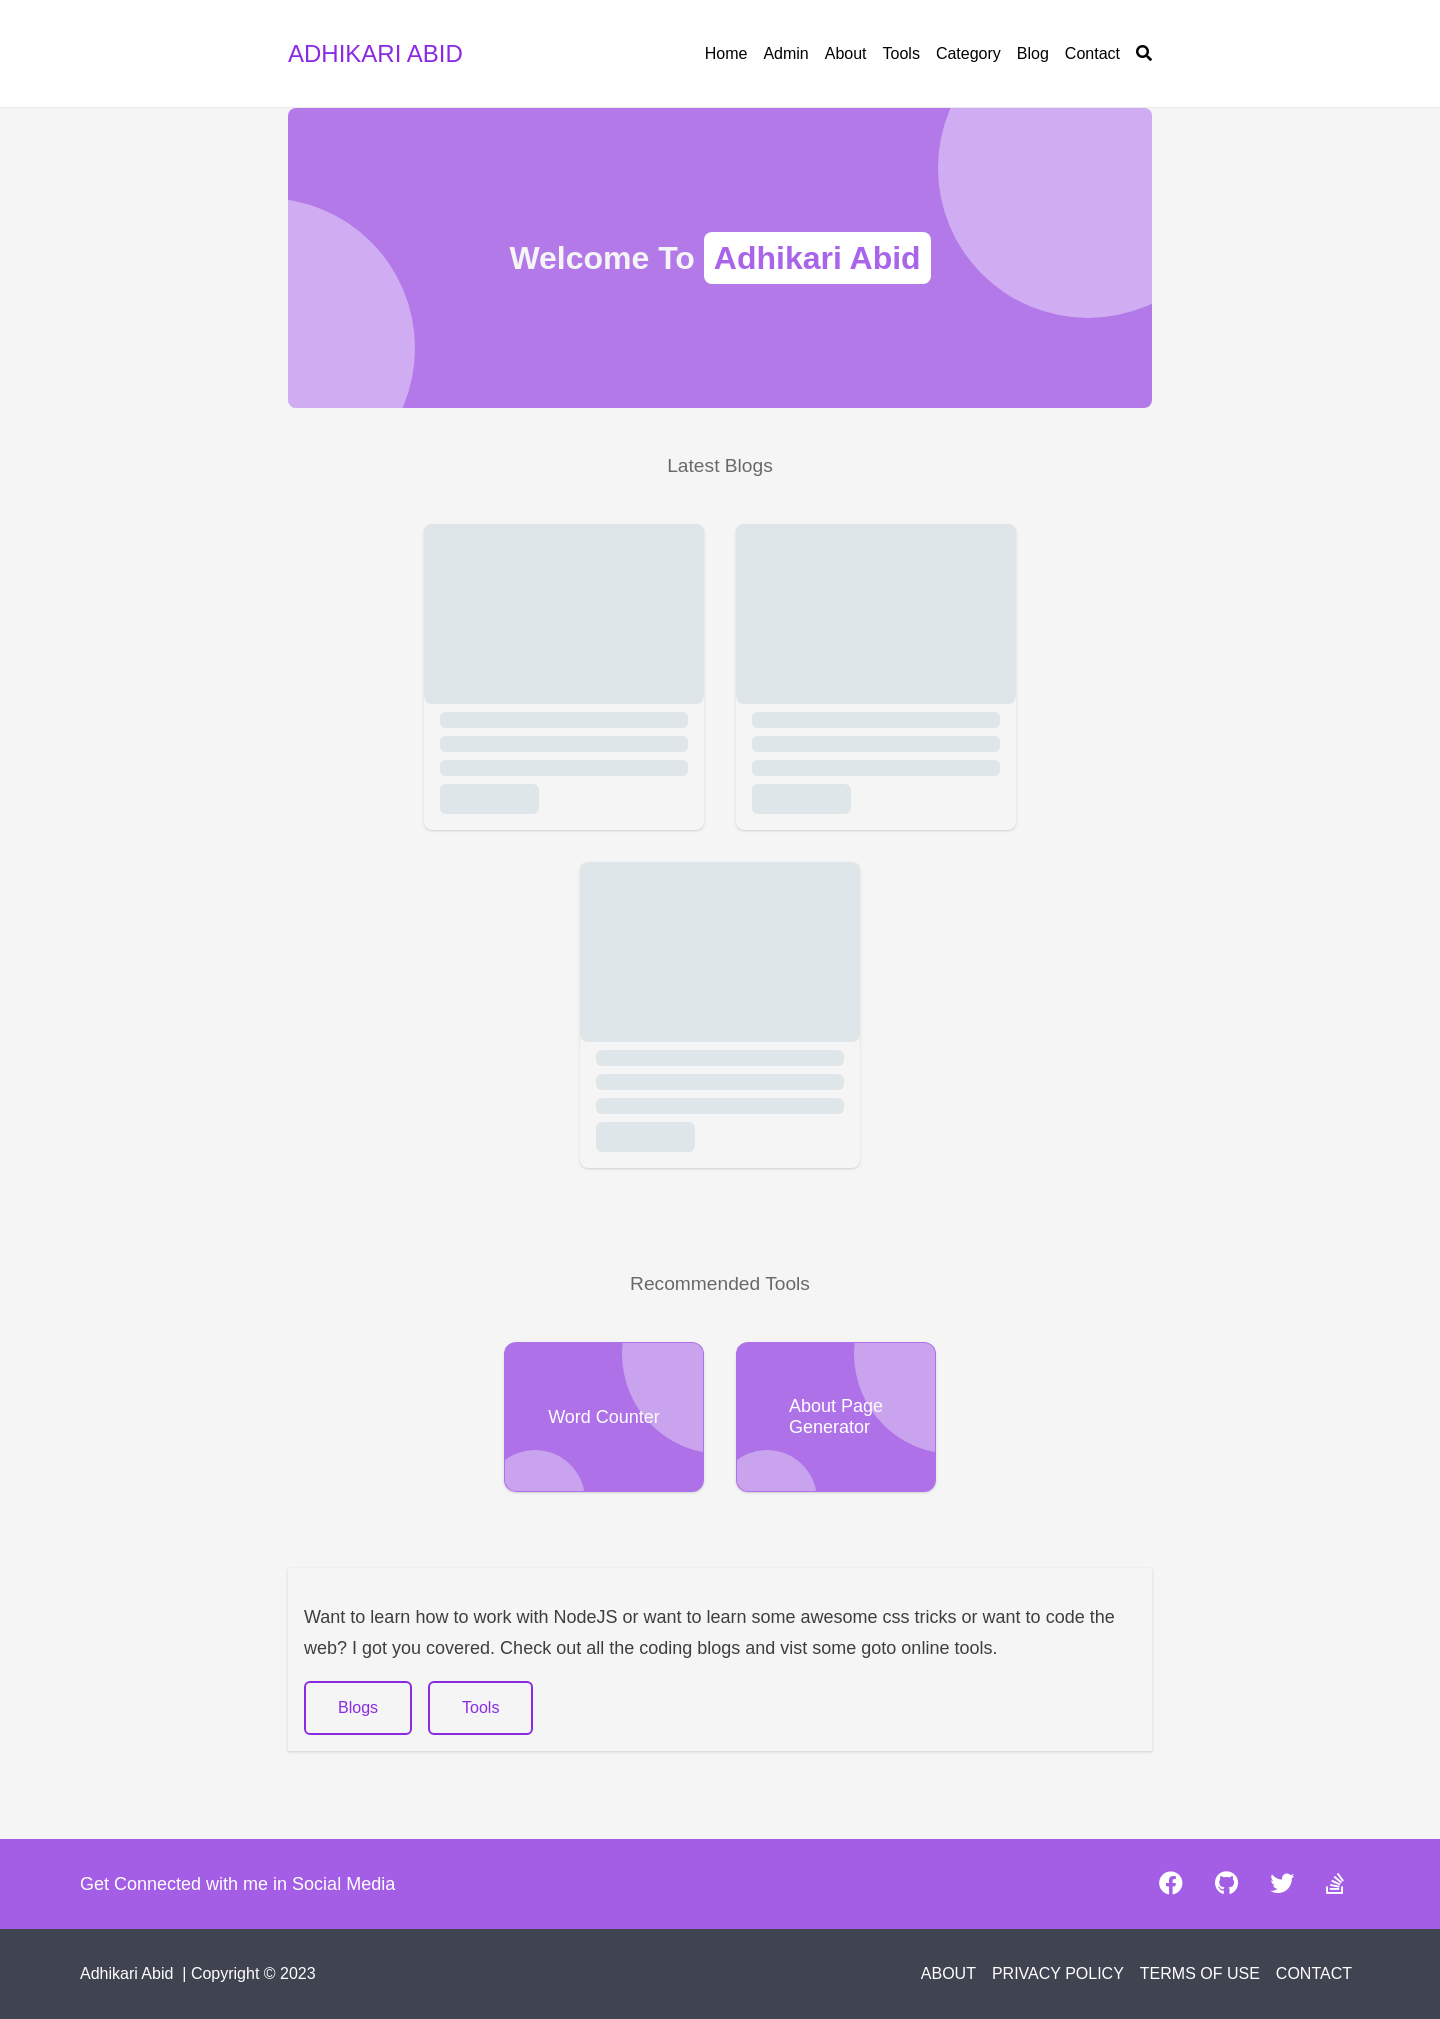 ADHIKARI ABID
Home Admin About Tools Category Blog Contact
Welcome To Adhikari Abid
Latest Blogs
Recommended Tools
Word Counter
About Page
Generator
Want to learn how to work with NodeJS or want to learn some awesome css tricks or want to code the
web? I got you covered. Check out all the coding blogs and vist some goto online tools.
Blogs Tools
Get Connected with me in Social Media
Adhikari Abid | Copyright © 2023
ABOUT PRIVACY POLICY TERMS OF USE CONTACT